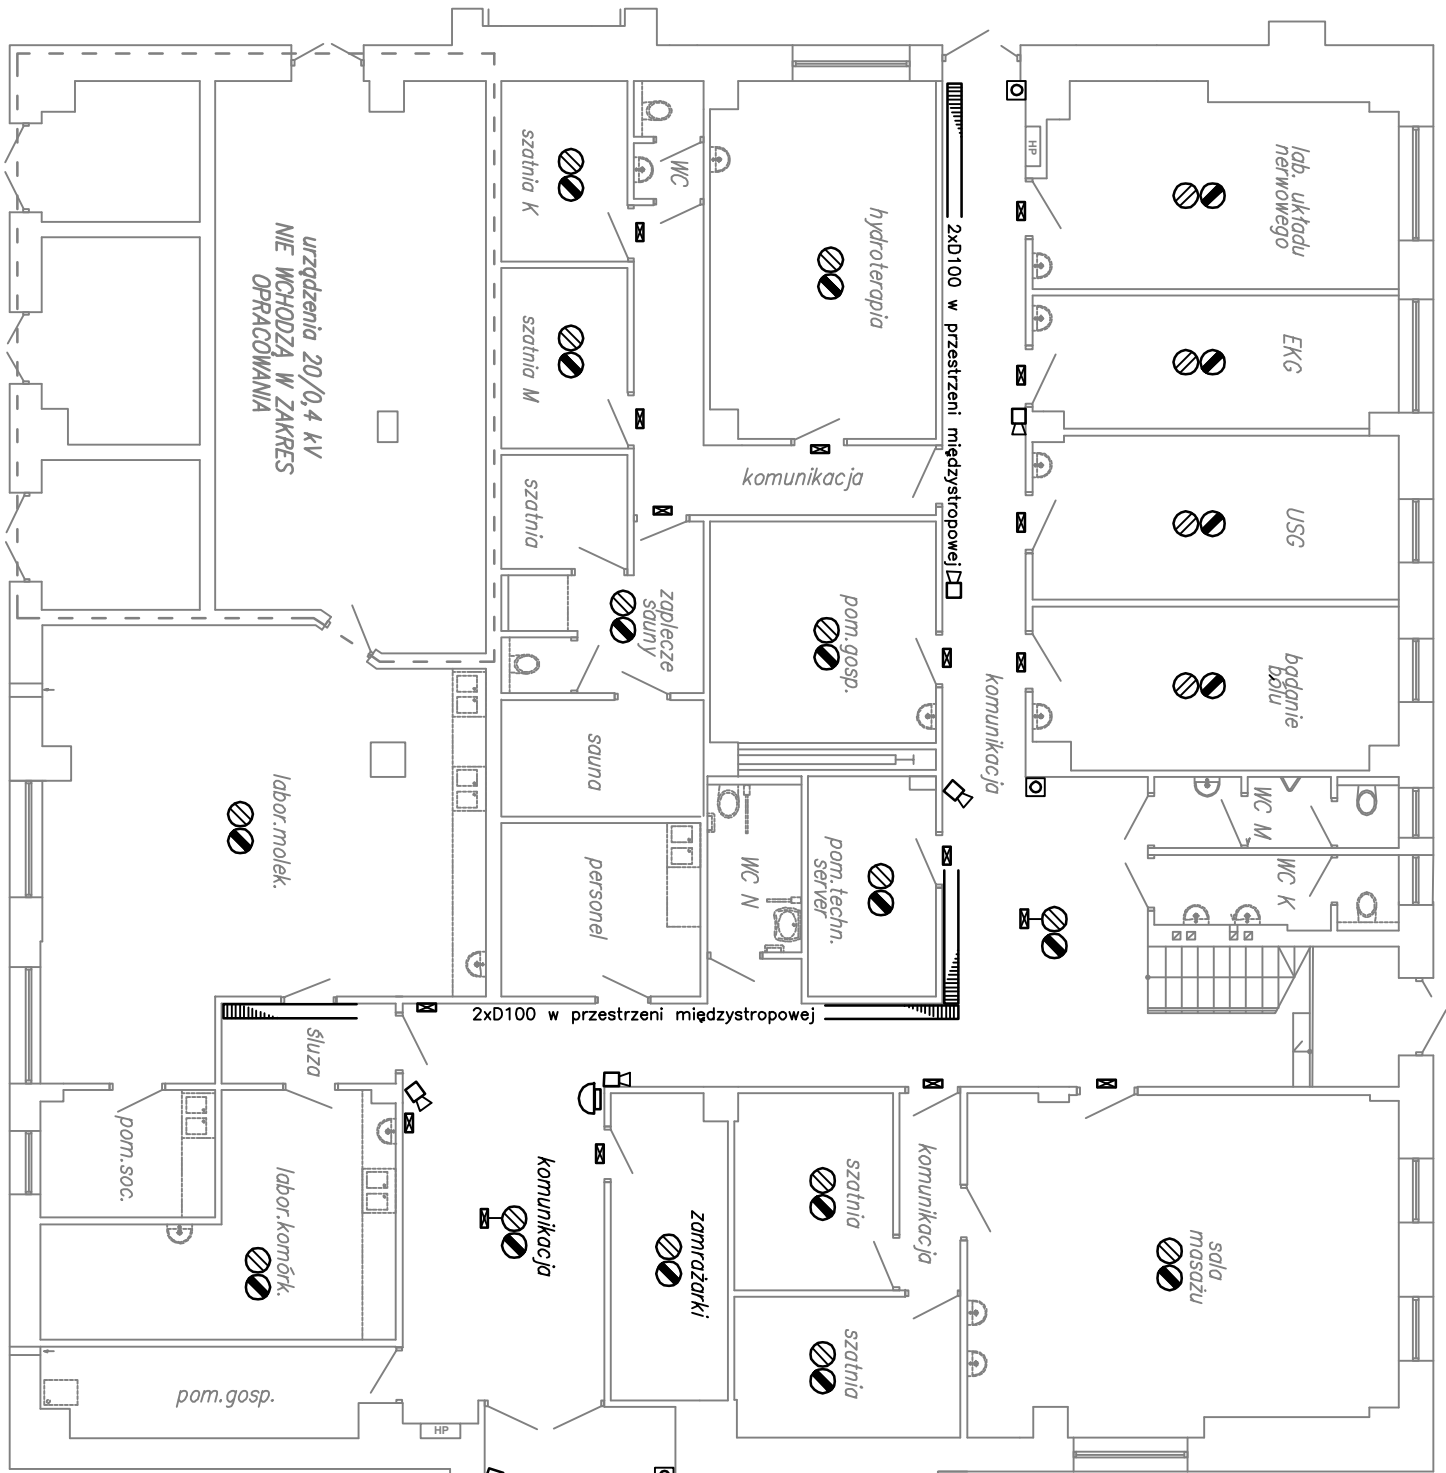 szatnia K
WC
hydroterapia
2xD100 w przestrzeni międzystropowej
HP
lab. układu
nerwowego
urządzenia 20/0,4 kV
NIE WCHODZĄ W ZAKRES
OPRACOWANIA
szatnia M
EKG
komunikacja
szatnia
USG
zaplecze
sauny
pom.gosp.
komunikacja
badanie
bólu
sauna
labor.molek.
personel
WC N
pom.techn.
server
WC M
WC K
2xD100 w przestrzeni międzystropowej
śluza
pom.soc.
labor.komórk.
komunikacja
zamrażarki
szatnia
komunikacja
sala
masażu
szatnia
pom.gosp.
HP